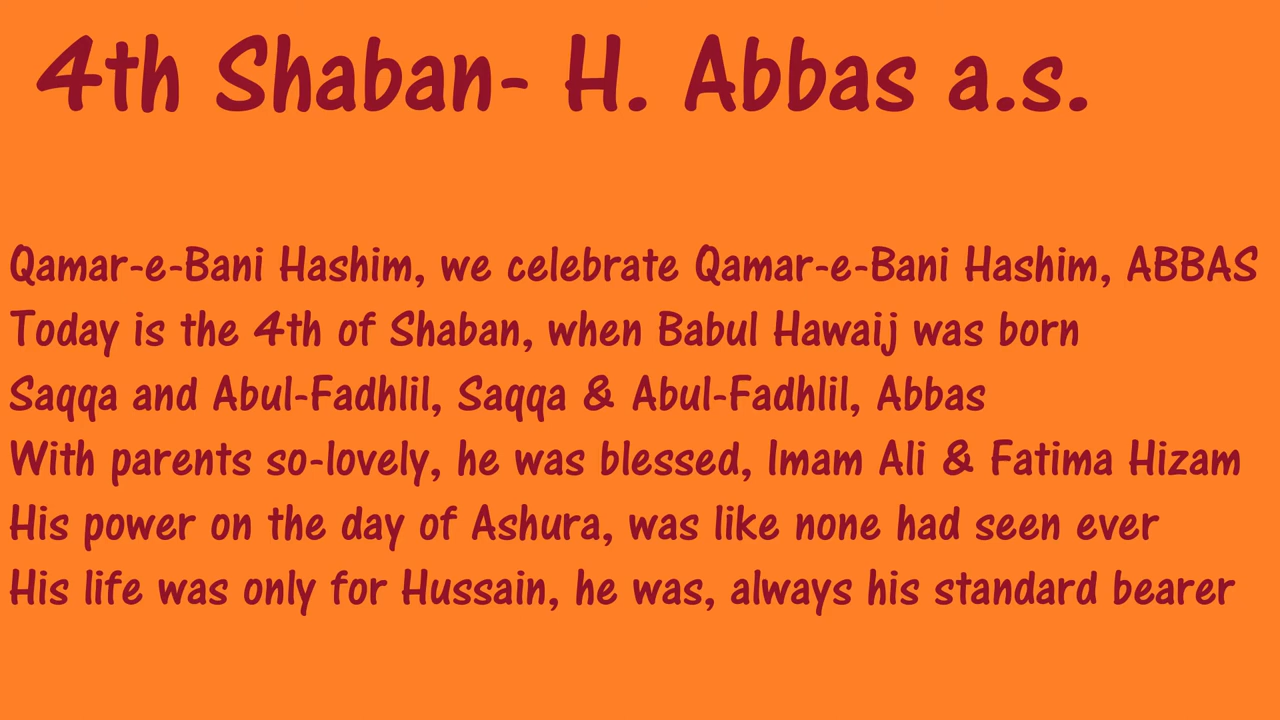 4th Shaban- H. Abbas a.s.
Qamar-e-Bani Hashim, we celebrate Qamar-e-Bani Hashim, ABBAS
Today is the 4th of Shaban, when Babul Hawaij was born
Saqqa and Abul-Fadhlil, Saqqa & Abul-Fadhlil, Abbas
With parents so-lovely, he was blessed, Imam Ali & Fatima Hizam
His power on the day of Ashura, was like none had seen ever
His life was only for Hussain, he was, always his standard bearer